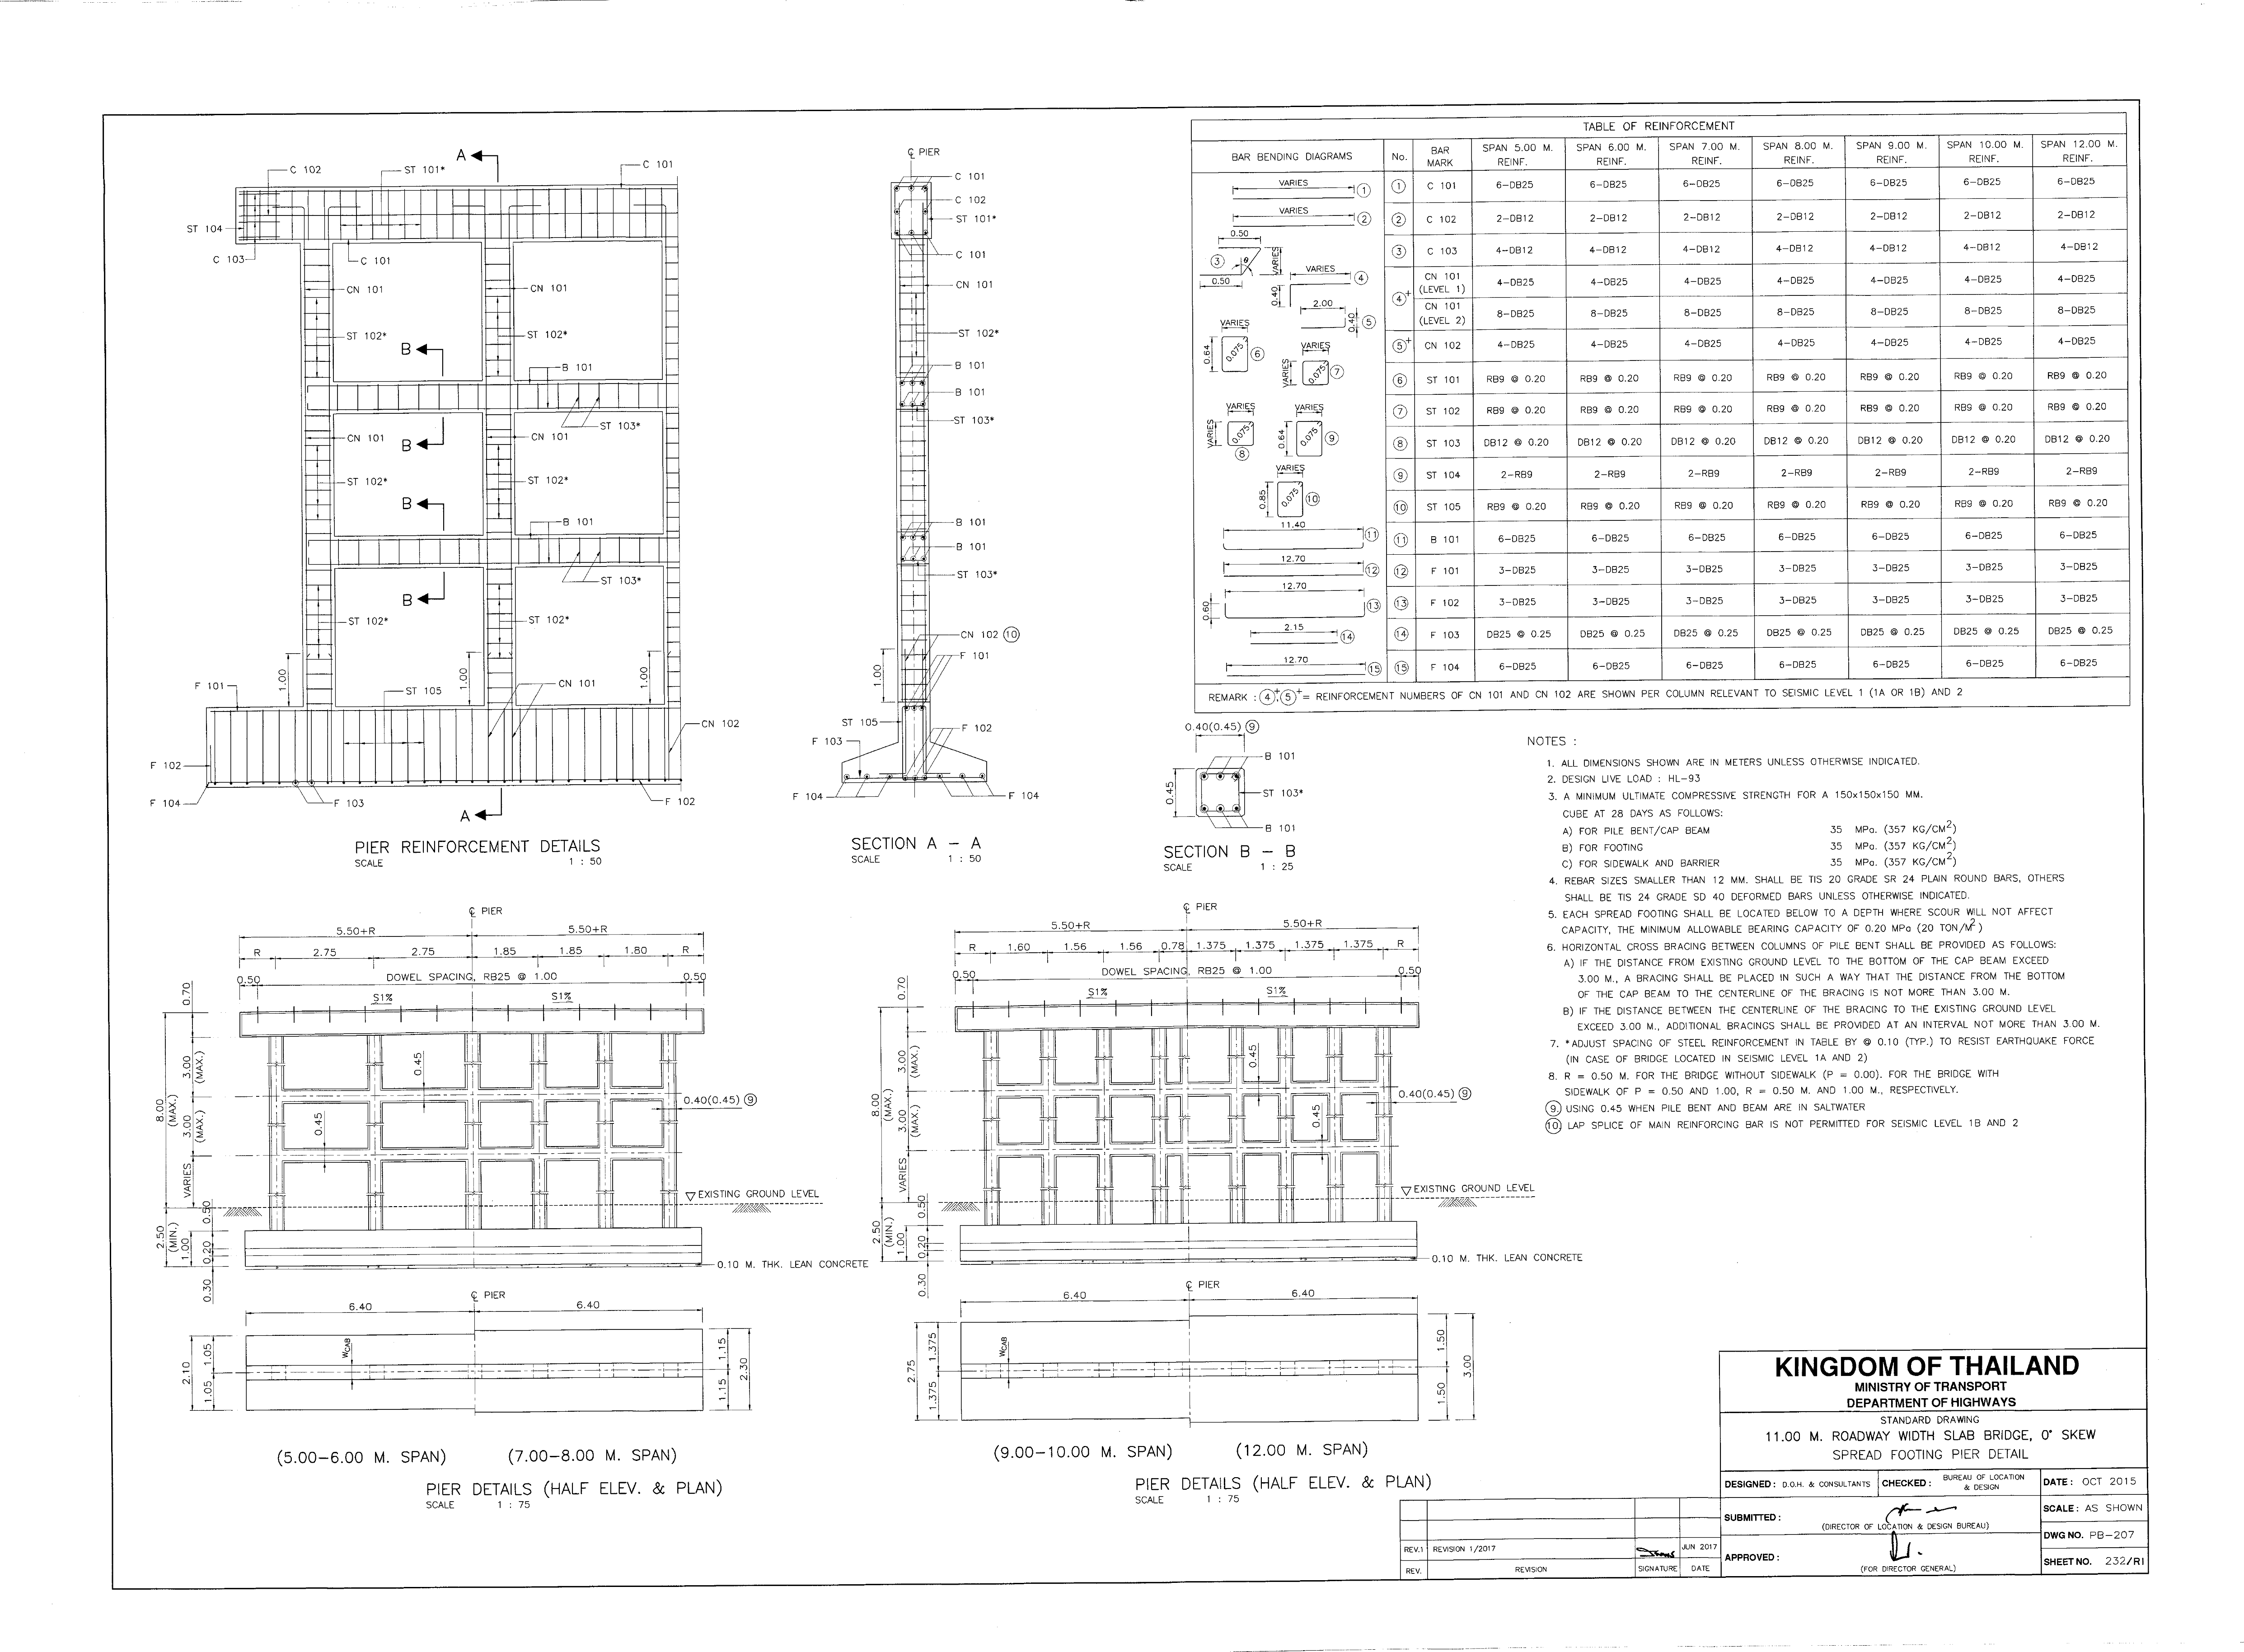 TABLE OF REINFORCEMENT
BAR BENDING DIAGRAMS No. BAR MARK SPAN 5.00 M. REINF. SPAN 6.00 M. REINF. SPAN 7.00 M. REINF. SPAN 8.00 M. REINF. SPAN 9.00 M. REINF. SPAN 10.00 M. REINF. SPAN 12.00 M. REINF.
1 C 101 6-DB25 6-DB25 6-DB25 6-DB25 6-DB25 6-DB25 6-DB25
2 C 102 2-DB12 2-DB12 2-DB12 2-DB12 2-DB12 2-DB12 2-DB12
3 C 103 4-DB12 4-DB12 4-DB12 4-DB12 4-DB12 4-DB12 4-DB12
4+ CN 101 (LEVEL 1) 4-DB25 4-DB25 4-DB25 4-DB25 4-DB25 4-DB25 4-DB25
CN 101 (LEVEL 2) 8-DB25 8-DB25 8-DB25 8-DB25 8-DB25 8-DB25 8-DB25
5+ CN 102 4-DB25 4-DB25 4-DB25 4-DB25 4-DB25 4-DB25 4-DB25
6 ST 101 RB9 @ 0.20 RB9 @ 0.20 RB9 @ 0.20 RB9 @ 0.20 RB9 @ 0.20 RB9 @ 0.20 RB9 @ 0.20
7 ST 102 RB9 @ 0.20 RB9 @ 0.20 RB9 @ 0.20 RB9 @ 0.20 RB9 @ 0.20 RB9 @ 0.20 RB9 @ 0.20
8 ST 103 DB12 @ 0.20 DB12 @ 0.20 DB12 @ 0.20 DB12 @ 0.20 DB12 @ 0.20 DB12 @ 0.20 DB12 @ 0.20
9 ST 104 2-RB9 2-RB9 2-RB9 2-RB9 2-RB9 2-RB9 2-RB9
10 ST 105 RB9 @ 0.20 RB9 @ 0.20 RB9 @ 0.20 RB9 @ 0.20 RB9 @ 0.20 RB9 @ 0.20 RB9 @ 0.20
11 B 101 6-DB25 6-DB25 6-DB25 6-DB25 6-DB25 6-DB25 6-DB25
12 F 101 3-DB25 3-DB25 3-DB25 3-DB25 3-DB25 3-DB25 3-DB25
13 F 102 3-DB25 3-DB25 3-DB25 3-DB25 3-DB25 3-DB25 3-DB25
14 F 103 DB25 @ 0.25 DB25 @ 0.25 DB25 @ 0.25 DB25 @ 0.25 DB25 @ 0.25 DB25 @ 0.25 DB25 @ 0.25
15 F 104 6-DB25 6-DB25 6-DB25 6-DB25 6-DB25 6-DB25 6-DB25
REMARK : 4+, 5+ = REINFORCEMENT NUMBERS OF CN 101 AND CN 102 ARE SHOWN PER COLUMN RELEVANT TO SEISMIC LEVEL 1 (1A OR 1B) AND 2
VARIES 1
VARIES 2
0.50 3 θ VARIES 0.50
VARIES 4 0.40
2.00 0.40 5
VARIES 0.64 0.075 6
VARIES VARIES 0.075 7
VARIES VARIES 0.075 8
VARIES 0.64 0.075 9
VARIES 0.85 0.075 10
11.40 11
12.70 12
12.70 0.60 13
2.15 14
12.70 15
A
C 102
ST 101*
C 101
ST 104
C 103
C 101
CN 101
CN 101
ST 102*
ST 102*
B
B 101
ST 103*
CN 101
CN 101
B
ST 102*
ST 102*
B
B 101
ST 103*
B
ST 102*
ST 102*
1.00
1.00
1.00
F 101
ST 105
CN 101
CN 102
F 102
F 104
F 103
F 102
A
PIER REINFORCEMENT DETAILS
SCALE 1 : 50
℄ PIER
C 101
C 102
ST 101*
C 101
CN 101
ST 102*
B 101
B 101
ST 103*
B 101
B 101
ST 103*
CN 102 10
F 101
1.00
ST 105
F 102
F 103
F 104
F 104
SECTION A - A
SCALE 1 : 50
0.40(0.45) 9
B 101
0.45
ST 103*
B 101
SECTION B - B
SCALE 1 : 25
NOTES :
1. ALL DIMENSIONS SHOWN ARE IN METERS UNLESS OTHERWISE INDICATED.
2. DESIGN LIVE LOAD : HL-93
3. A MINIMUM ULTIMATE COMPRESSIVE STRENGTH FOR A 150x150x150 MM.
CUBE AT 28 DAYS AS FOLLOWS:
A) FOR PILE BENT/CAP BEAM 35 MPa. (357 KG/CM2)
B) FOR FOOTING 35 MPa. (357 KG/CM2)
C) FOR SIDEWALK AND BARRIER 35 MPa. (357 KG/CM2)
4. REBAR SIZES SMALLER THAN 12 MM. SHALL BE TIS 20 GRADE SR 24 PLAIN ROUND BARS, OTHERS
SHALL BE TIS 24 GRADE SD 40 DEFORMED BARS UNLESS OTHERWISE INDICATED.
5. EACH SPREAD FOOTING SHALL BE LOCATED BELOW TO A DEPTH WHERE SCOUR WILL NOT AFFECT
CAPACITY, THE MINIMUM ALLOWABLE BEARING CAPACITY OF 0.20 MPa (20 TON/M2)
6. HORIZONTAL CROSS BRACING BETWEEN COLUMNS OF PILE BENT SHALL BE PROVIDED AS FOLLOWS:
A) IF THE DISTANCE FROM EXISTING GROUND LEVEL TO THE BOTTOM OF THE CAP BEAM EXCEED
3.00 M., A BRACING SHALL BE PLACED IN SUCH A WAY THAT THE DISTANCE FROM THE BOTTOM
OF THE CAP BEAM TO THE CENTERLINE OF THE BRACING IS NOT MORE THAN 3.00 M.
B) IF THE DISTANCE BETWEEN THE CENTERLINE OF THE BRACING TO THE EXISTING GROUND LEVEL
EXCEED 3.00 M., ADDITIONAL BRACINGS SHALL BE PROVIDED AT AN INTERVAL NOT MORE THAN 3.00 M.
7. *ADJUST SPACING OF STEEL REINFORCEMENT IN TABLE BY @ 0.10 (TYP.) TO RESIST EARTHQUAKE FORCE
(IN CASE OF BRIDGE LOCATED IN SEISMIC LEVEL 1A AND 2)
8. R = 0.50 M. FOR THE BRIDGE WITHOUT SIDEWALK (P = 0.00). FOR THE BRIDGE WITH
SIDEWALK OF P = 0.50 AND 1.00, R = 0.50 M. AND 1.00 M., RESPECTIVELY.
9. USING 0.45 WHEN PILE BENT AND BEAM ARE IN SALTWATER
10. LAP SPLICE OF MAIN REINFORCING BAR IS NOT PERMITTED FOR SEISMIC LEVEL 1B AND 2
℄ PIER
5.50+R 5.50+R
R 2.75 2.75 1.85 1.85 1.80 R
0.50 DOWEL SPACING, RB25 @ 1.00 0.50
S1% S1%
0.70
3.00 (MAX.)
8.00 (MAX.)
3.00 (MAX.)
VARIES
0.45
0.45
0.40(0.45) 9
EXISTING GROUND LEVEL
0.50
2.50 (MIN.)
1.00
0.20
0.30
0.10 M. THK. LEAN CONCRETE
℄ PIER
6.40 6.40
2.10
1.05
1.05
WCAB
1.15
1.15
2.30
(5.00-6.00 M. SPAN) (7.00-8.00 M. SPAN)
PIER DETAILS (HALF ELEV. & PLAN)
SCALE 1 : 75
℄ PIER
5.50+R 5.50+R
R 1.60 1.56 1.56 0.78 1.375 1.375 1.375 1.375 R
0.50 DOWEL SPACING, RB25 @ 1.00 0.50
S1% S1%
0.70
3.00 (MAX.)
8.00 (MAX.)
3.00 (MAX.)
VARIES
0.45
0.45
0.40(0.45) 9
EXISTING GROUND LEVEL
0.50
2.50 (MIN.)
1.00
0.20
0.30
0.10 M. THK. LEAN CONCRETE
℄ PIER
6.40 6.40
2.75
1.375
1.375
WCAB
1.50
1.50
3.00
(9.00-10.00 M. SPAN) (12.00 M. SPAN)
PIER DETAILS (HALF ELEV. & PLAN)
SCALE 1 : 75
KINGDOM OF THAILAND
MINISTRY OF TRANSPORT
DEPARTMENT OF HIGHWAYS
STANDARD DRAWING
11.00 M. ROADWAY WIDTH SLAB BRIDGE, 0° SKEW
SPREAD FOOTING PIER DETAIL
DESIGNED : D.O.H. & CONSULTANTS CHECKED : BUREAU OF LOCATION & DESIGN DATE : OCT 2015
SUBMITTED :
(DIRECTOR OF LOCATION & DESIGN BUREAU)
SCALE : AS SHOWN
DWG NO. PB-207
APPROVED :
(FOR DIRECTOR GENERAL)
SHEET NO. 232/R1
REV.1 REVISION 1/2017 JUN 2017
REV. REVISION SIGNATURE DATE